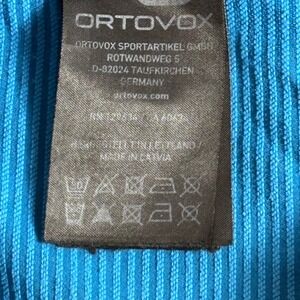 ORTOVOX
ORTOVOX SPORTARTIKEL GMBH
ROTWANDWEG 5
D-82024 TAUFKIRCHEN
GERMANY
ortovox.com
HERGESTELLT IN LETTLAND /
MADE IN LATVIA